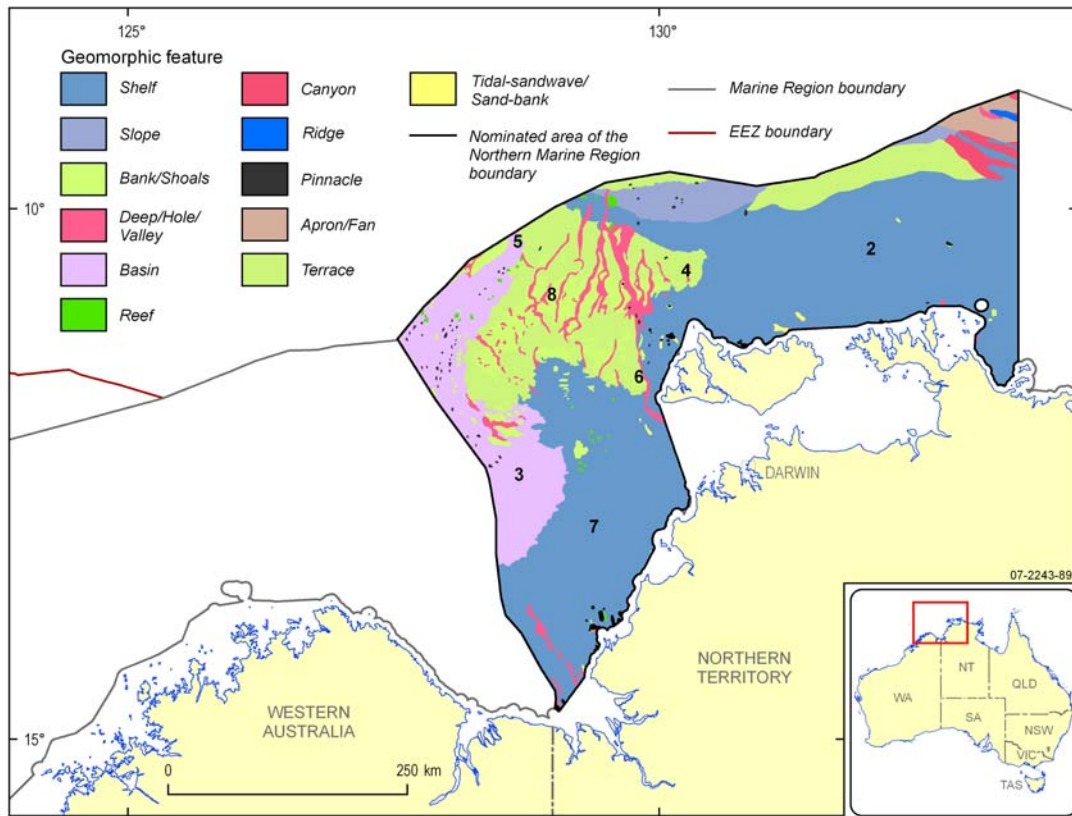 125°
130°
Geomorphic feature
Shelf
Slope
Bank/Shoals
Deep/Hole/
Valley
Basin
Reef
Canyon
Ridge
Pinnacle
Apron/Fan
Terrace
Tidal-sandwave/
Sand-bank
Nominated area of the
Northern Marine Region
boundary
Marine Region boundary
EEZ boundary
10°
5
2
4
8
6
3
DARWIN
7
07-2243-89
NORTHERN
TERRITORY
WESTERN
AUSTRALIA
15°
0
250 km
NT
QLD
WA
SA
NSW
VIC
TAS